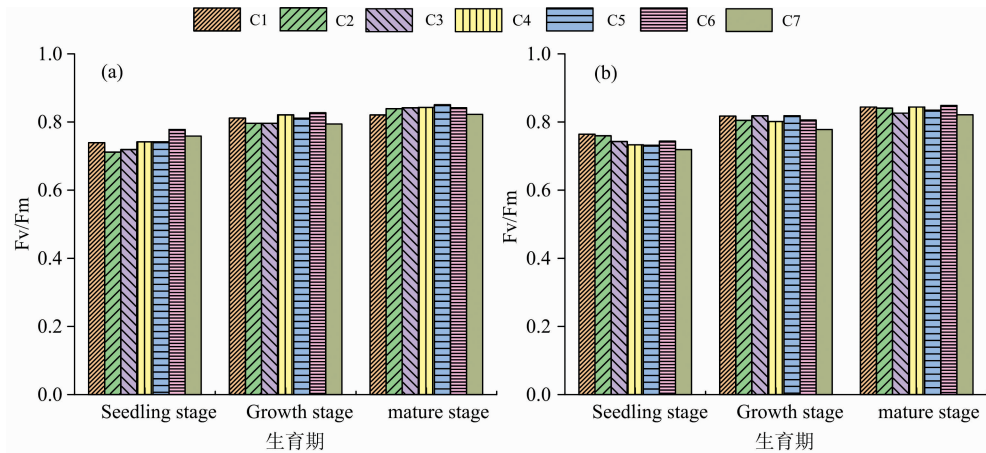 C1 C2 C3 C4 C5 C6 C7
(a)
Fv/Fm
1.0
0.8
0.6
0.4
0.2
0.0
Seedling stage Growth stage mature stage
生育期
(b)
Fv/Fm
1.0
0.8
0.6
0.4
0.2
0.0
Seedling stage Growth stage mature stage
生育期